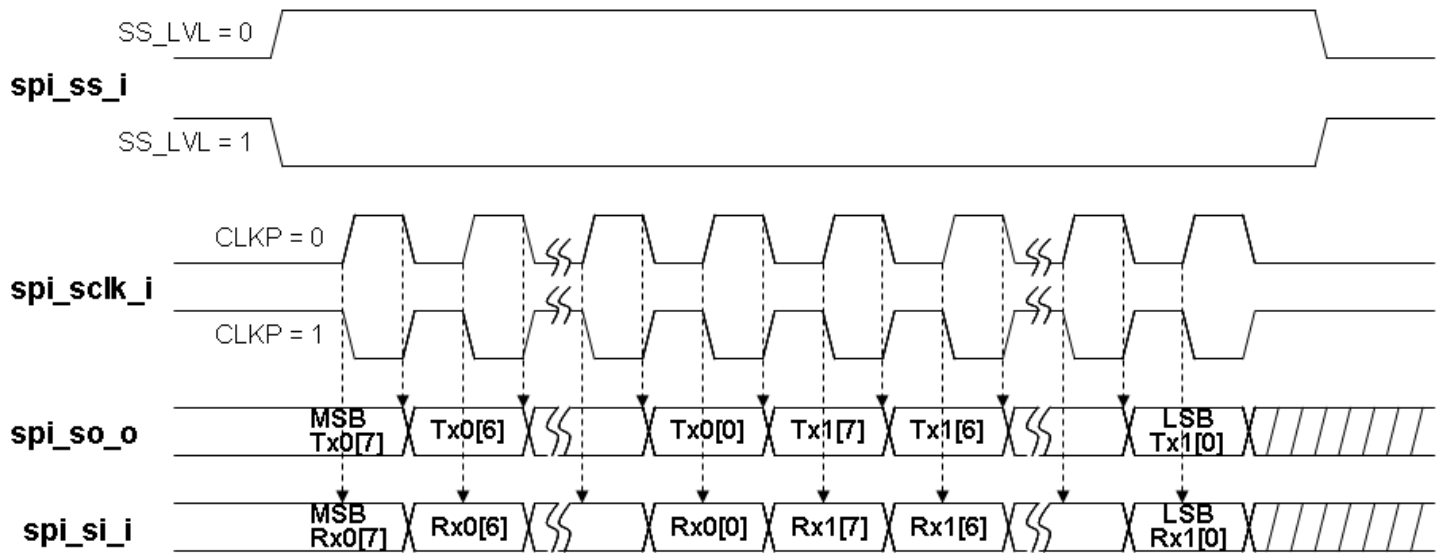 SS_LVL = 0
spi_ss_i
SS_LVL = 1
CLKP = 0
spi_sclk_i
CLKP = 1
spi_so_o
MSB
Tx0[7]
Tx0[6]
Tx0[0]
Tx1[7]
Tx1[6]
LSB
Tx1[0]
spi_si_i
MSB
Rx0[7]
Rx0[6]
Rx0[0]
Rx1[7]
Rx1[6]
LSB
Rx1[0]